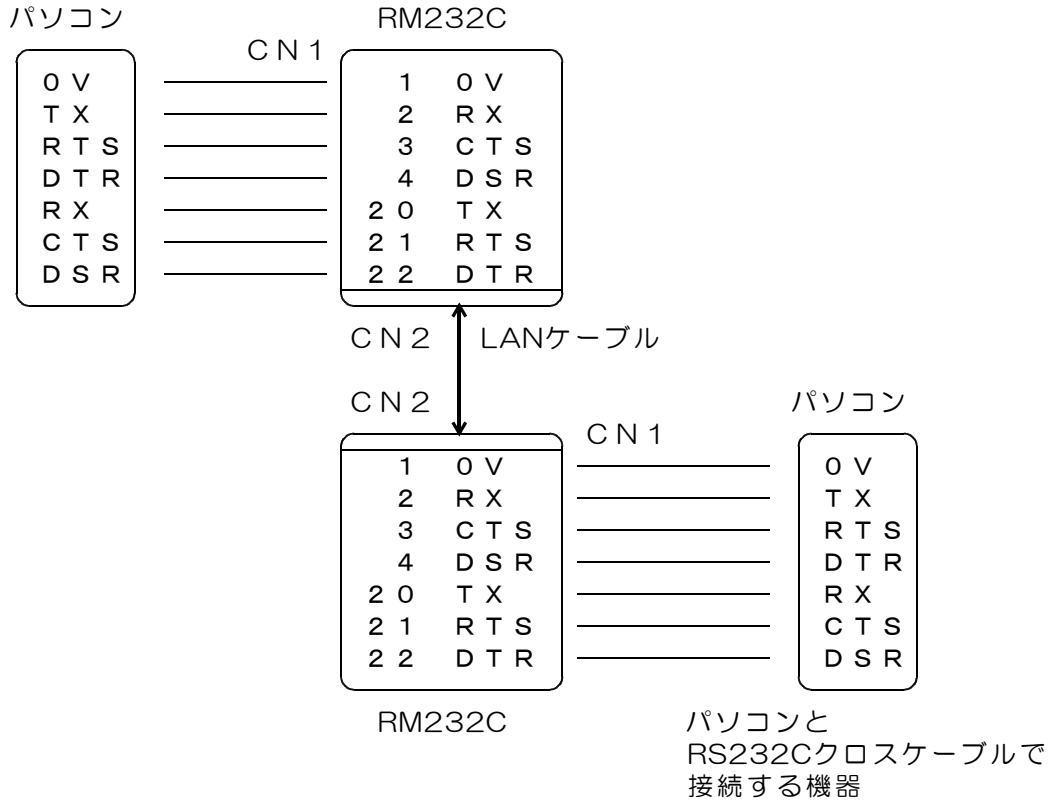 パソコン RM232C
CN1
0V 1 0V
TX 2 RX
RTS 3 CTS
DTR 4 DSR
RX 20 TX
CTS 21 RTS
DSR 22 DTR
CN2 LANケーブル
CN2 パソコン
CN1
1 0V 0V
2 RX TX
3 CTS RTS
4 DSR DTR
20 TX RX
21 RTS CTS
22 DTR DSR
RM232C パソコンと
RS232Cクロスケーブルで
接続する機器